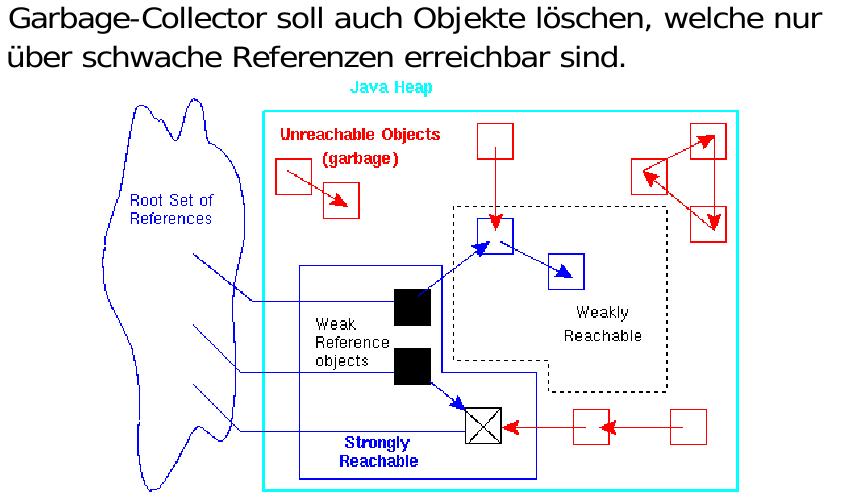 Garbage-Collector soll auch Objekte löschen, welche nur
über schwache Referenzen erreichbar sind.
Java Heap
Unreachable Objects
(garbage)
Root Set of
References
Weak
Reference
objects
Weakly
Reachable
Strongly
Reachable